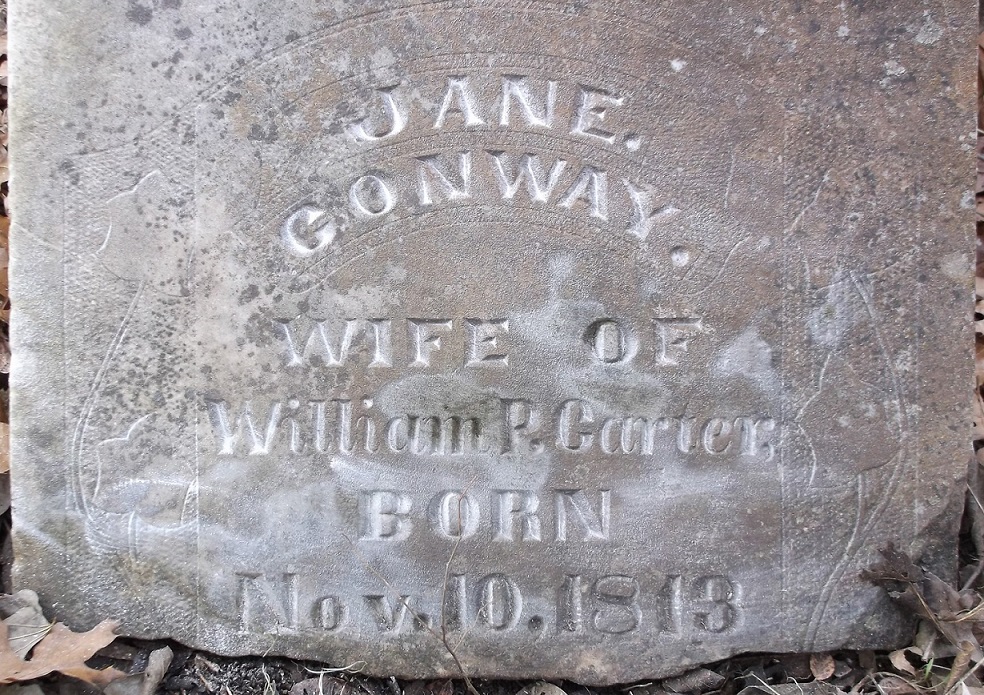 JANE.
CONWAY.
WIFE OF
William P. Carter,
BORN
Nov. 10. 1813